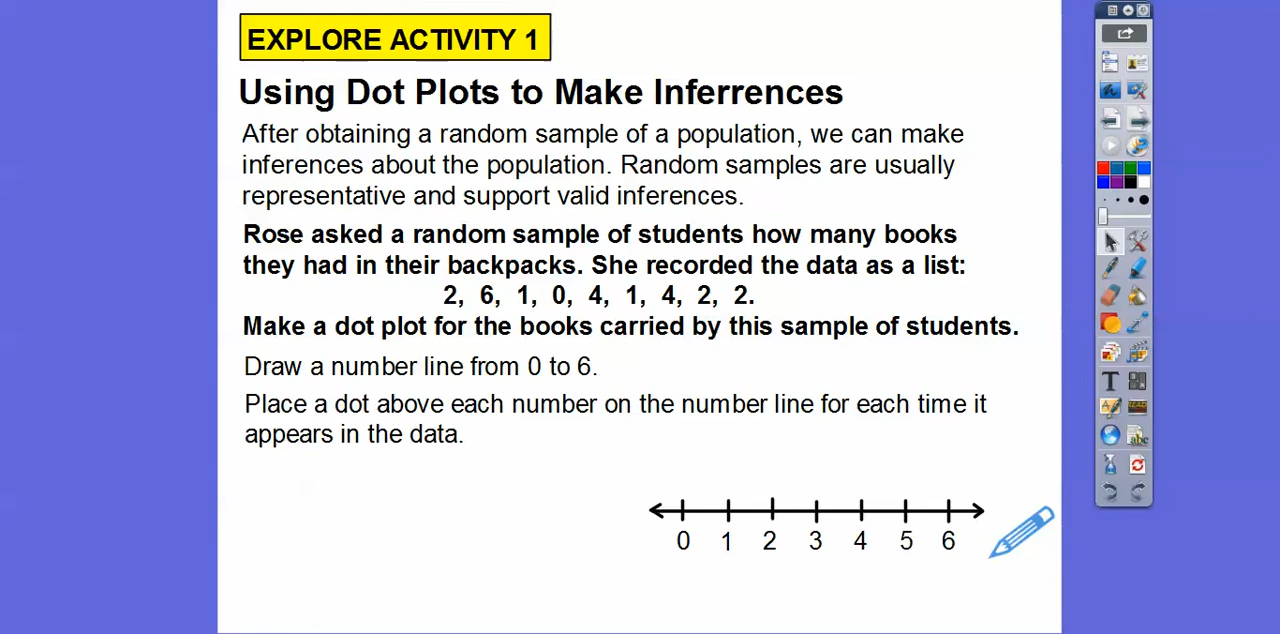 EXPLORE ACTIVITY 1
Using Dot Plots to Make Inferrences
After obtaining a random sample of a population, we can make
inferences about the population. Random samples are usually
representative and support valid inferences.
Rose asked a random sample of students how many books
they had in their backpacks. She recorded the data as a list:
2, 6, 1, 0, 4, 1, 4, 2, 2.
Make a dot plot for the books carried by this sample of students.
Draw a number line from 0 to 6.
Place a dot above each number on the number line for each time it
appears in the data.
0 1 2 3 4 5 6